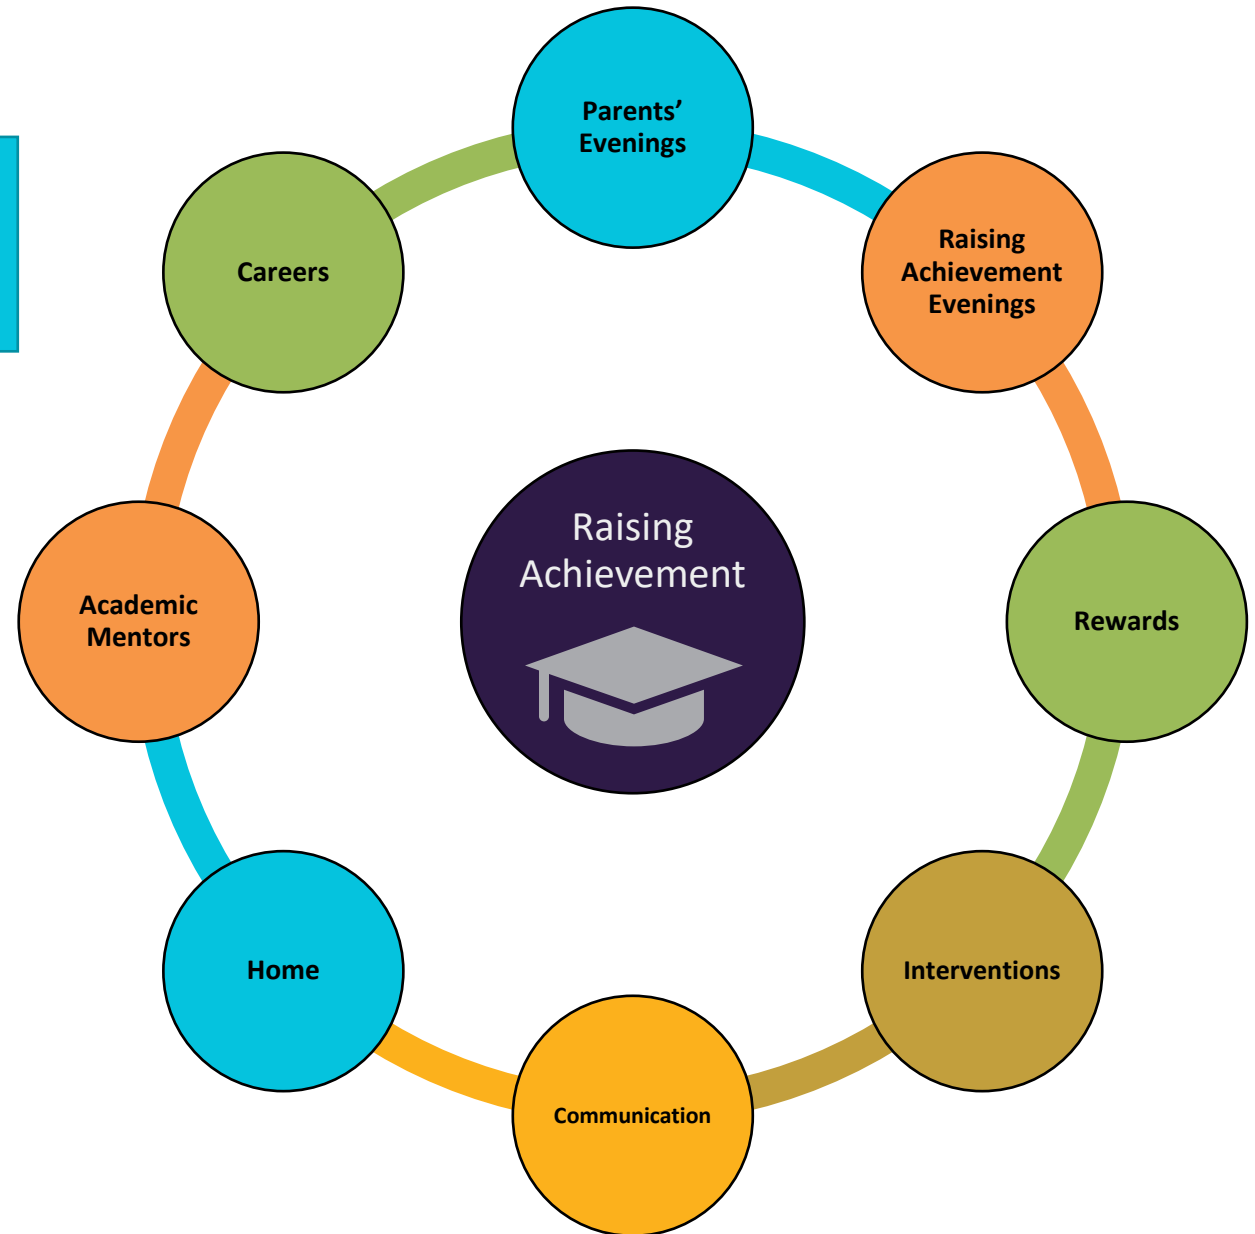 Parents’
Evenings
Raising
Achievement
Evenings
Rewards
Interventions
Communication
Home
Academic
Mentors
Careers
Raising
Achievement